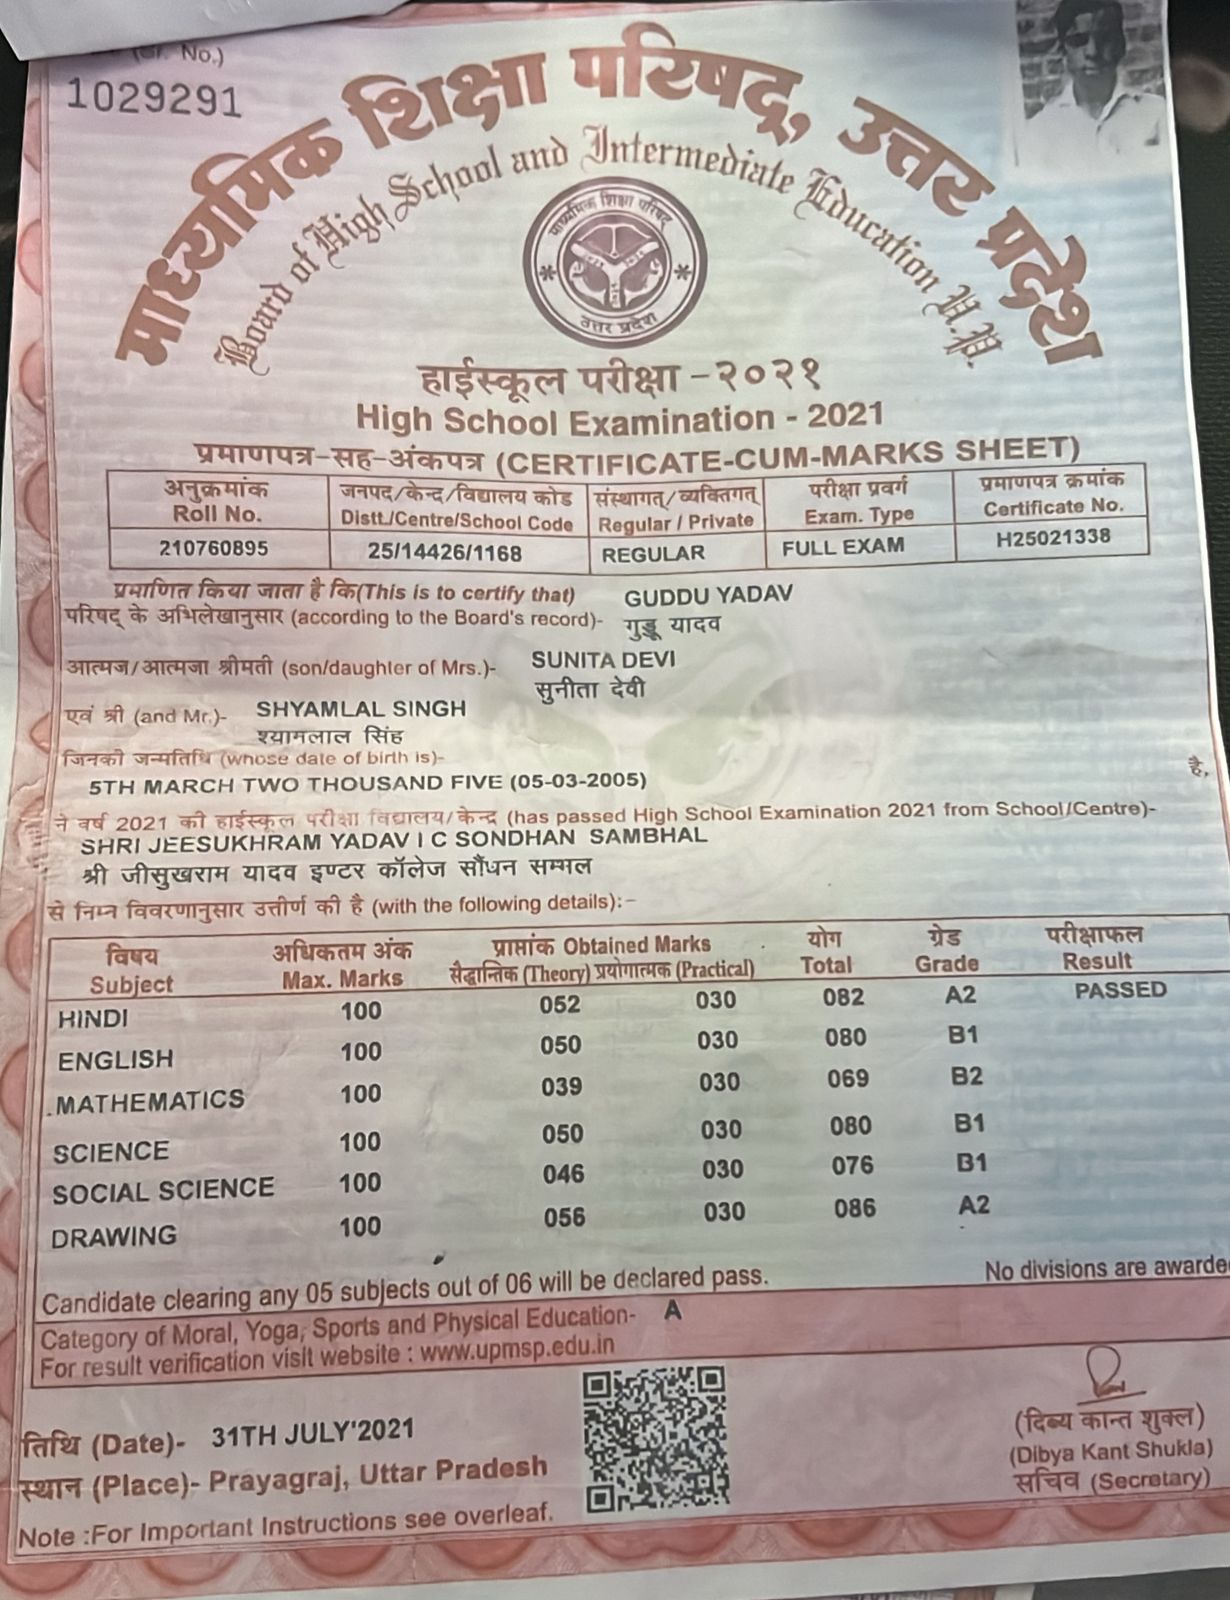 No.)
1029291
माध्यमिक शिक्षा परिषद्, उत्तर प्रदेश
Board of High School and Intermediate Education U.P.
माध्यमिक शिक्षा परिषद्
उत्तर प्रदेश
हाईस्कूल परीक्षा - २०२१
High School Examination - 2021
प्रमाणपत्र-सह-अंकपत्र (CERTIFICATE-CUM-MARKS SHEET)
अनुक्रमांक जनपद/केन्द/विद्यालय कोड संस्थागत्/व्यक्तिगत् परीक्षा प्रवर्ग प्रमाणपत्र क्रमांक
Roll No. Distt./Centre/School Code Regular / Private Exam. Type Certificate No.
210760895 25/14426/1168 REGULAR FULL EXAM H25021338
प्रमाणित किया जाता है कि(This is to certify that) GUDDU YADAV
परिषद् के अभिलेखानुसार (according to the Board's record)- गुड्डू यादव
आत्मज/आत्मजा श्रीमती (son/daughter of Mrs.)- SUNITA DEVI
सुनीता देवी
एवं श्री (and Mr.)- SHYAMLAL SINGH
श्यामलाल सिंह
जिनकी जन्मतिथि (whose date of birth is)-
5TH MARCH TWO THOUSAND FIVE (05-03-2005) है,
ने वर्ष 2021 की हाईस्कूल परीक्षा विद्यालय/केन्द्र (has passed High School Examination 2021 from School/Centre)-
SHRI JEESUKHRAM YADAV I C SONDHAN SAMBHAL
श्री जीसुखराम यादव इण्टर कॉलेज सौंधन सम्भल
से निम्न विवरणानुसार उत्तीर्ण की है (with the following details):-
विषय अधिकतम अंक प्राप्तांक Obtained Marks योग ग्रेड परीक्षाफल
Subject Max. Marks सैद्धान्तिक (Theory) प्रयोगात्मक (Practical) Total Grade Result
HINDI 100 052 030 082 A2 PASSED
ENGLISH 100 050 030 080 B1
MATHEMATICS 100 039 030 069 B2
SCIENCE 100 050 030 080 B1
SOCIAL SCIENCE 100 046 030 076 B1
DRAWING 100 056 030 086 A2
Candidate clearing any 05 subjects out of 06 will be declared pass. No divisions are awarde
Category of Moral, Yoga, Sports and Physical Education- A
For result verification visit website : www.upmsp.edu.in
तिथि (Date)- 31TH JULY'2021
स्थान (Place)- Prayagraj, Uttar Pradesh
Note :For Important Instructions see overleaf.
(दिब्य कान्त शुक्ल)
(Dibya Kant Shukla)
सचिव (Secretary)